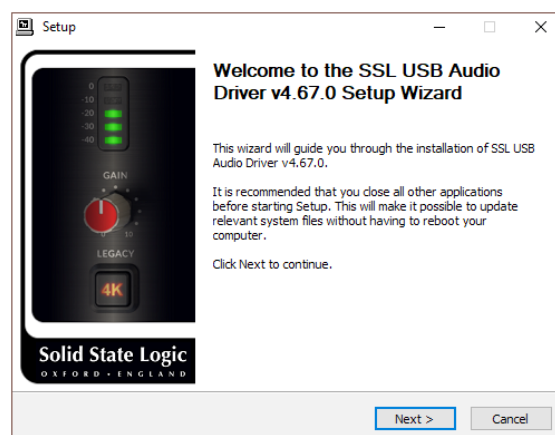 Setup
Welcome to the SSL USB Audio
Driver v4.67.0 Setup Wizard
This wizard will guide you through the installation of SSL USB
Audio Driver v4.67.0.
It is recommended that you close all other applications
before starting Setup. This will make it possible to update
relevant system files without having to reboot your
computer.
Click Next to continue.
0
-10
-20
-30
-40
GAIN
0 10
LEGACY
4K
Solid State Logic
OXFORD • ENGLAND
Next >
Cancel